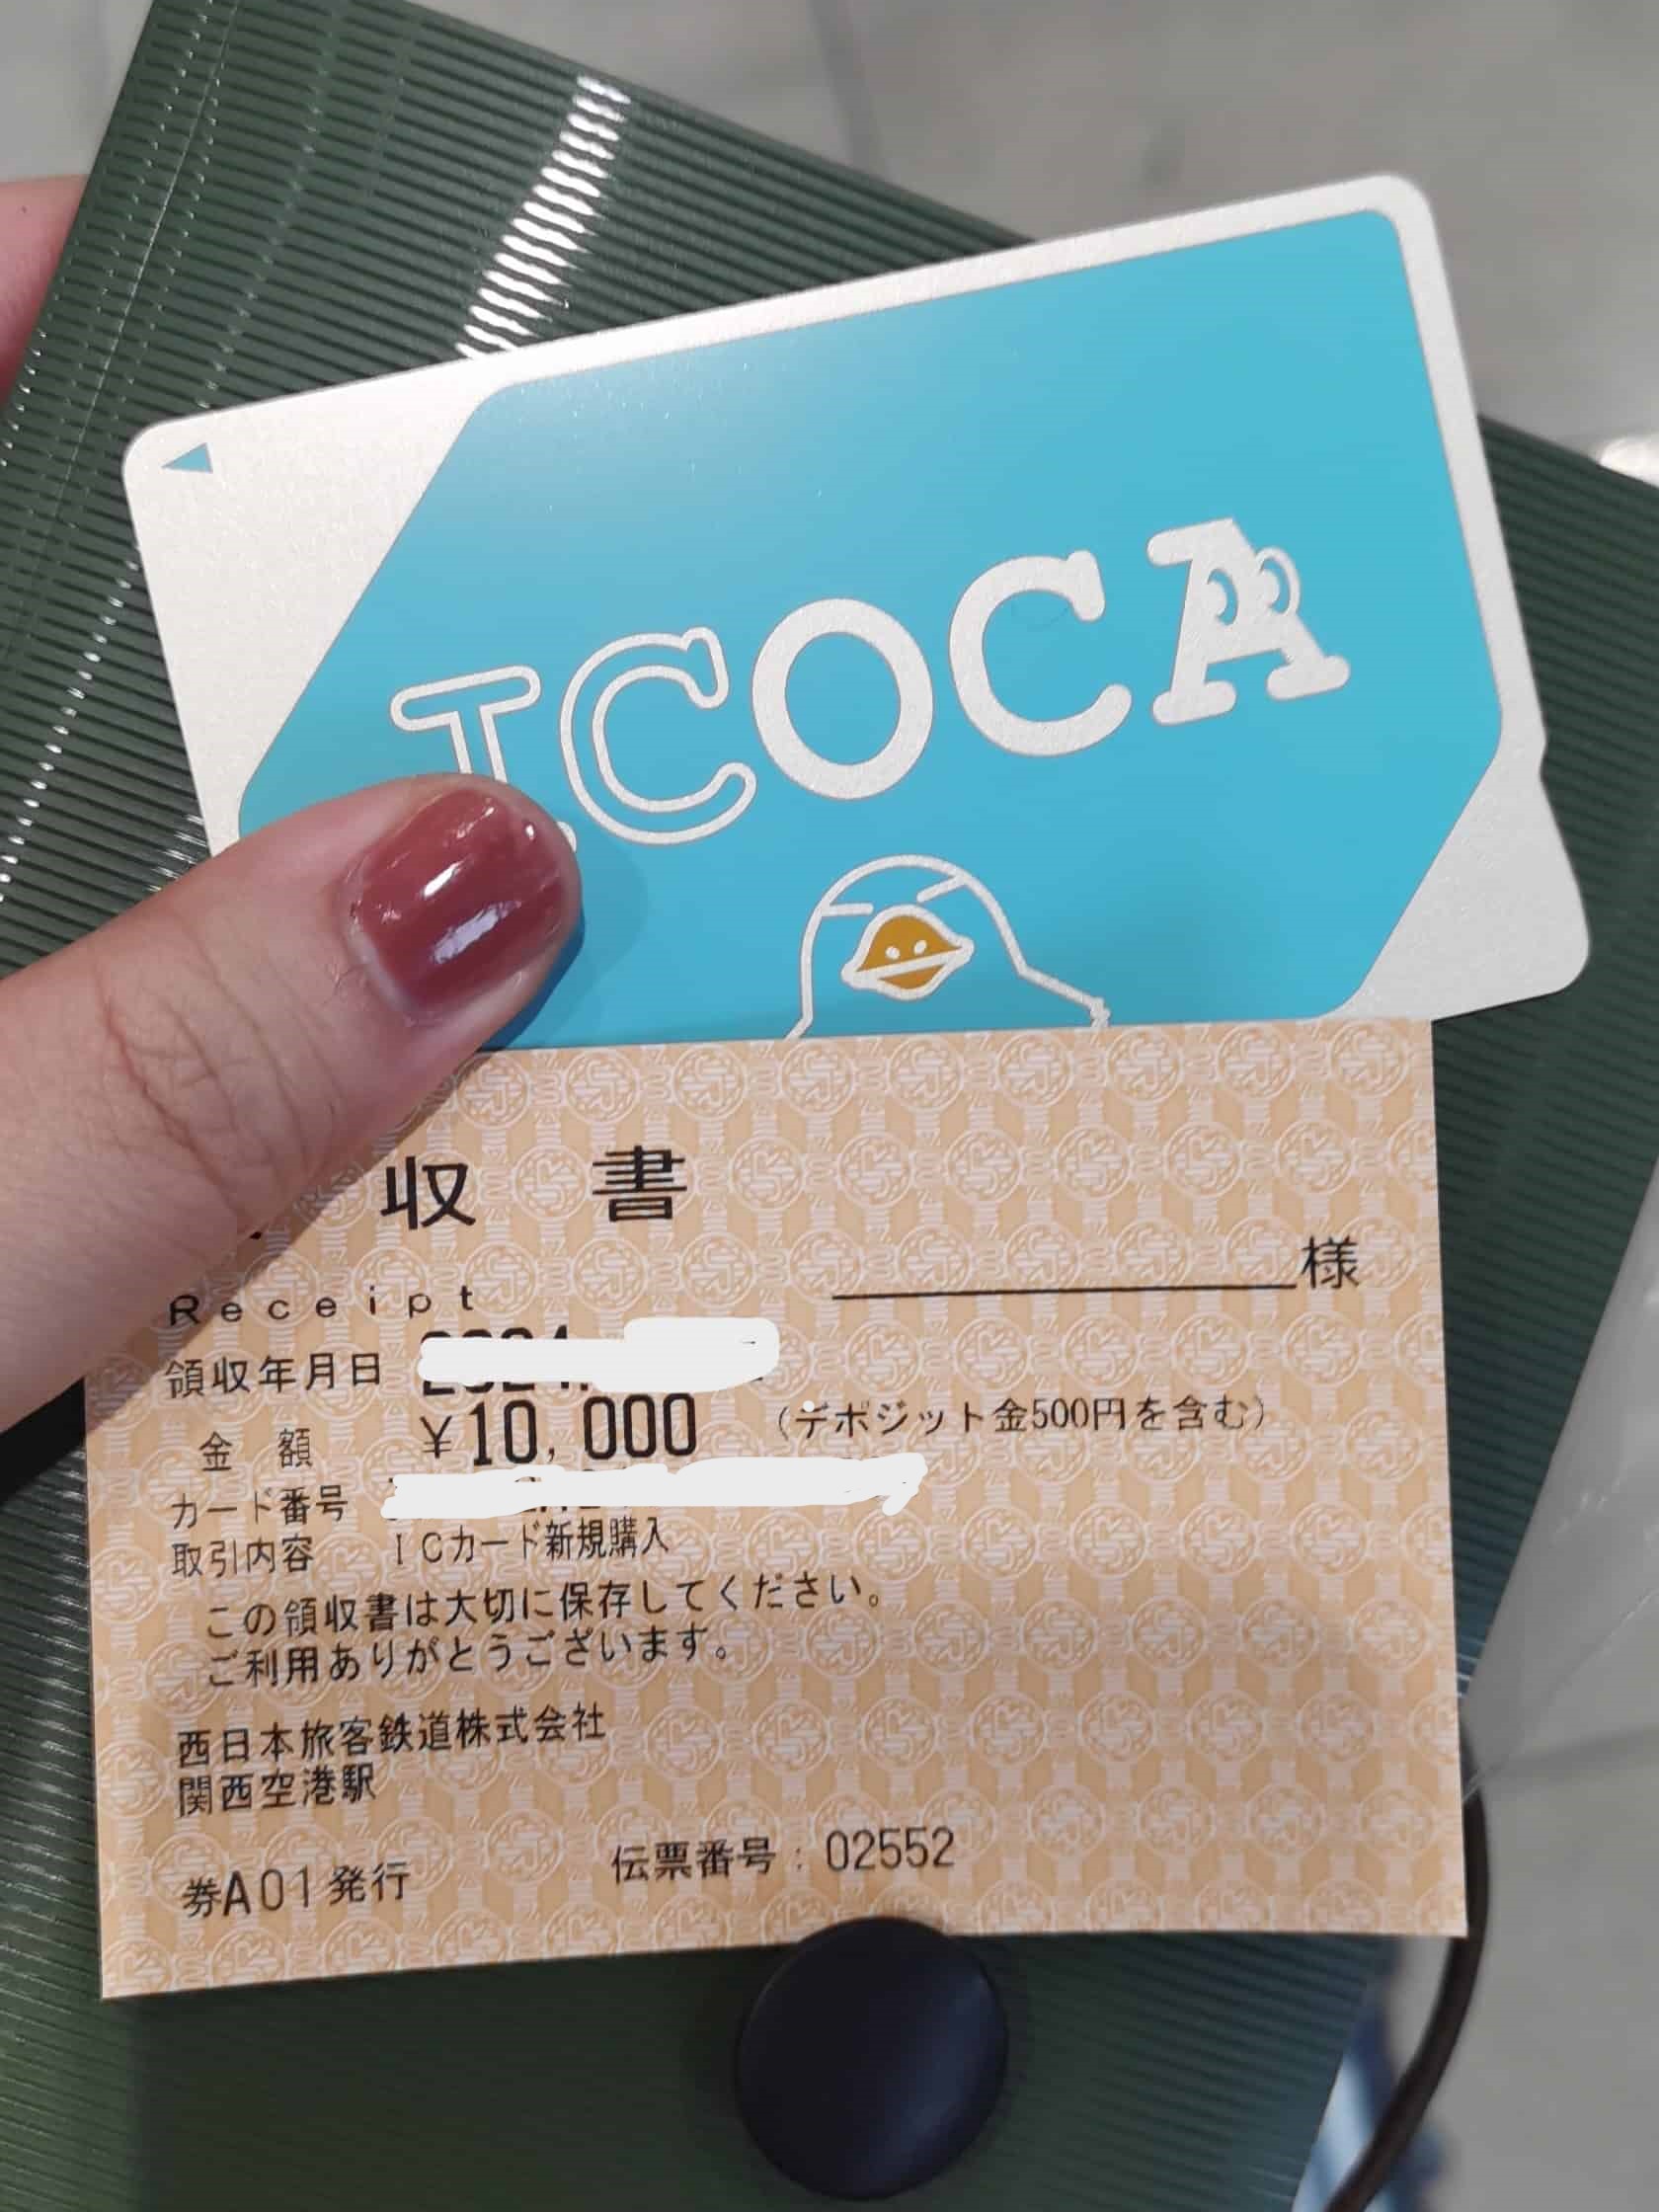 ICOCA
収 書
様
Receipt
領収年月日
金 額 ¥10,000 (デポジット金500円を含む)
カード番号
取引内容 ICカード新規購入
この領収書は大切に保存してください。
ご利用ありがとうございます。
西日本旅客鉄道株式会社
関西空港駅
券A01発行 伝票番号:02552